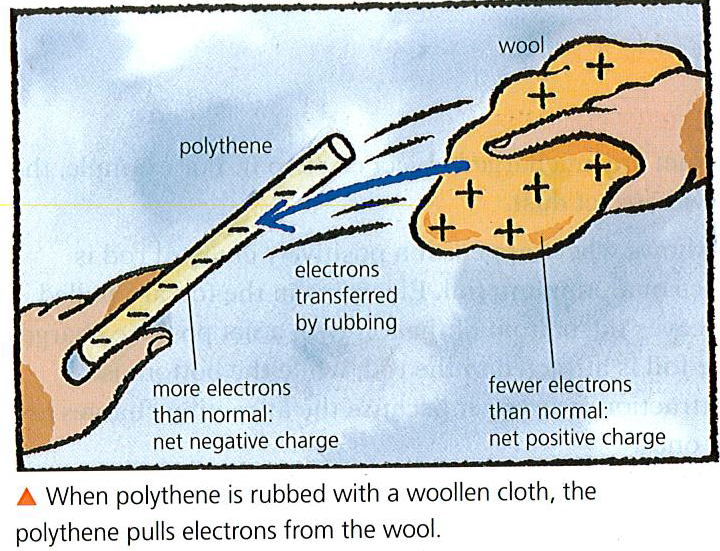 wool
polythene
electrons
transferred
by rubbing
more electrons
than normal:
net negative charge
fewer electrons
than normal:
net positive charge
▲ When polythene is rubbed with a woollen cloth, the
polythene pulls electrons from the wool.